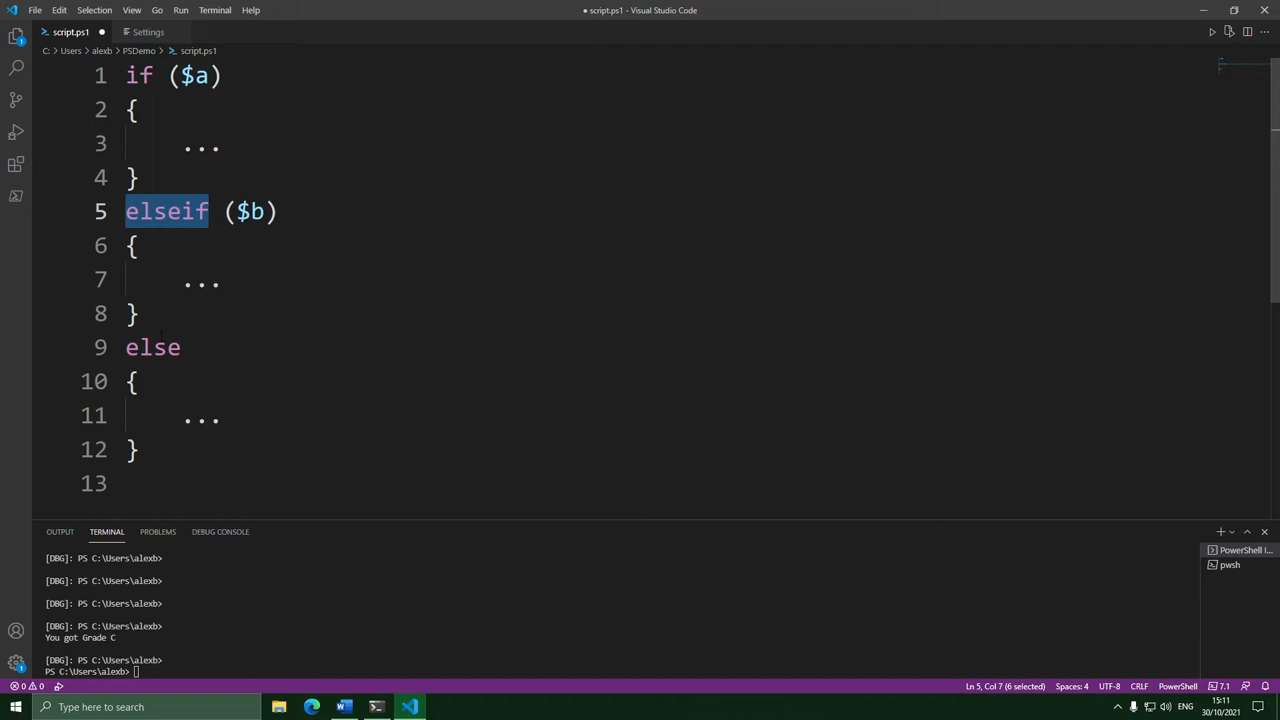 File Edit Selection View Go Run Terminal Help
● script.ps1 - Visual Studio Code
script.ps1 ● Settings
C: > Users > alexb > PSDemo > script.ps1
1 if ($a)
2 {
3 ...
4 }
5 elseif ($b)
6 {
7 ...
8 }
9 else
10 {
11 ...
12 }
13
OUTPUT TERMINAL PROBLEMS DEBUG CONSOLE
[DBG]: PS C:\Users\alexb>
[DBG]: PS C:\Users\alexb>
[DBG]: PS C:\Users\alexb>
[DBG]: PS C:\Users\alexb>
You got Grade C
[DBG]: PS C:\Users\alexb>
PS C:\Users\alexb>
PowerShell I...
pwsh
0 0 Ln 5, Col 7 (6 selected) Spaces: 4 UTF-8 CRLF PowerShell 7.1
Type here to search
ENG
15:11
30/10/2021